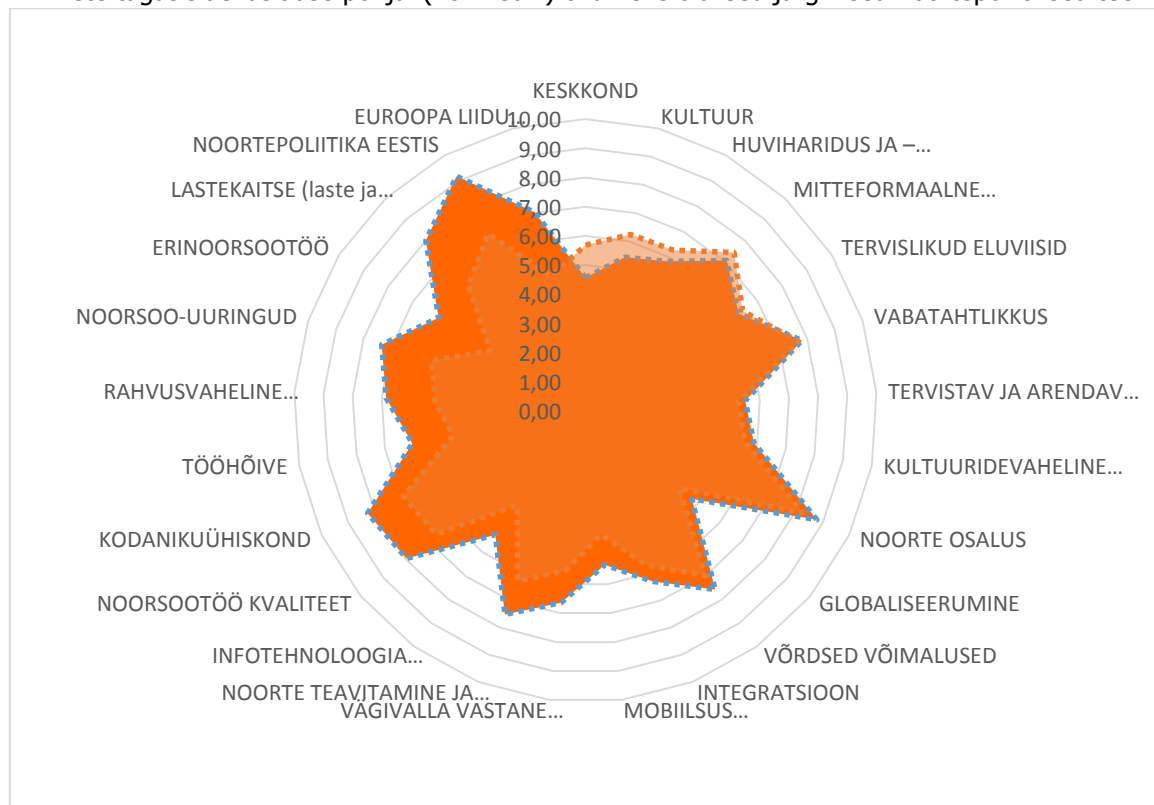 KESKKOND
KULTUUR
HUVIHARIDUS JA –...
MITTEFORMAALNE...
TERVISLIKUD ELUVIISID
VABATAHTLIKKUS
TERVISTAV JA ARENDAV...
KULTUURIDEVAHELINE...
NOORTE OSALUS
GLOBALISEERUMINE
VÕRDSED VÕIMALUSED
INTEGRATSIOON
MOBIILSUS...
VÄGIVALLA VASTANE...
NOORTE TEAVITAMINE JA...
INFOTEHNOLOOGIA...
NOORSOOTÖÖ KVALITEET
KODANIKUÜHISKOND
TÖÖHÕIVE
RAHVUSVAHELINE...
NOORSOO-UURINGUD
ERINOORSOOTÖÖ
LASTEKAITSE (laste ja...
NOORTEPOLIITIKA EESTIS
EUROOPA LIIDU...
10,00
9,00
8,00
7,00
6,00
5,00
4,00
3,00
2,00
1,00
0,00